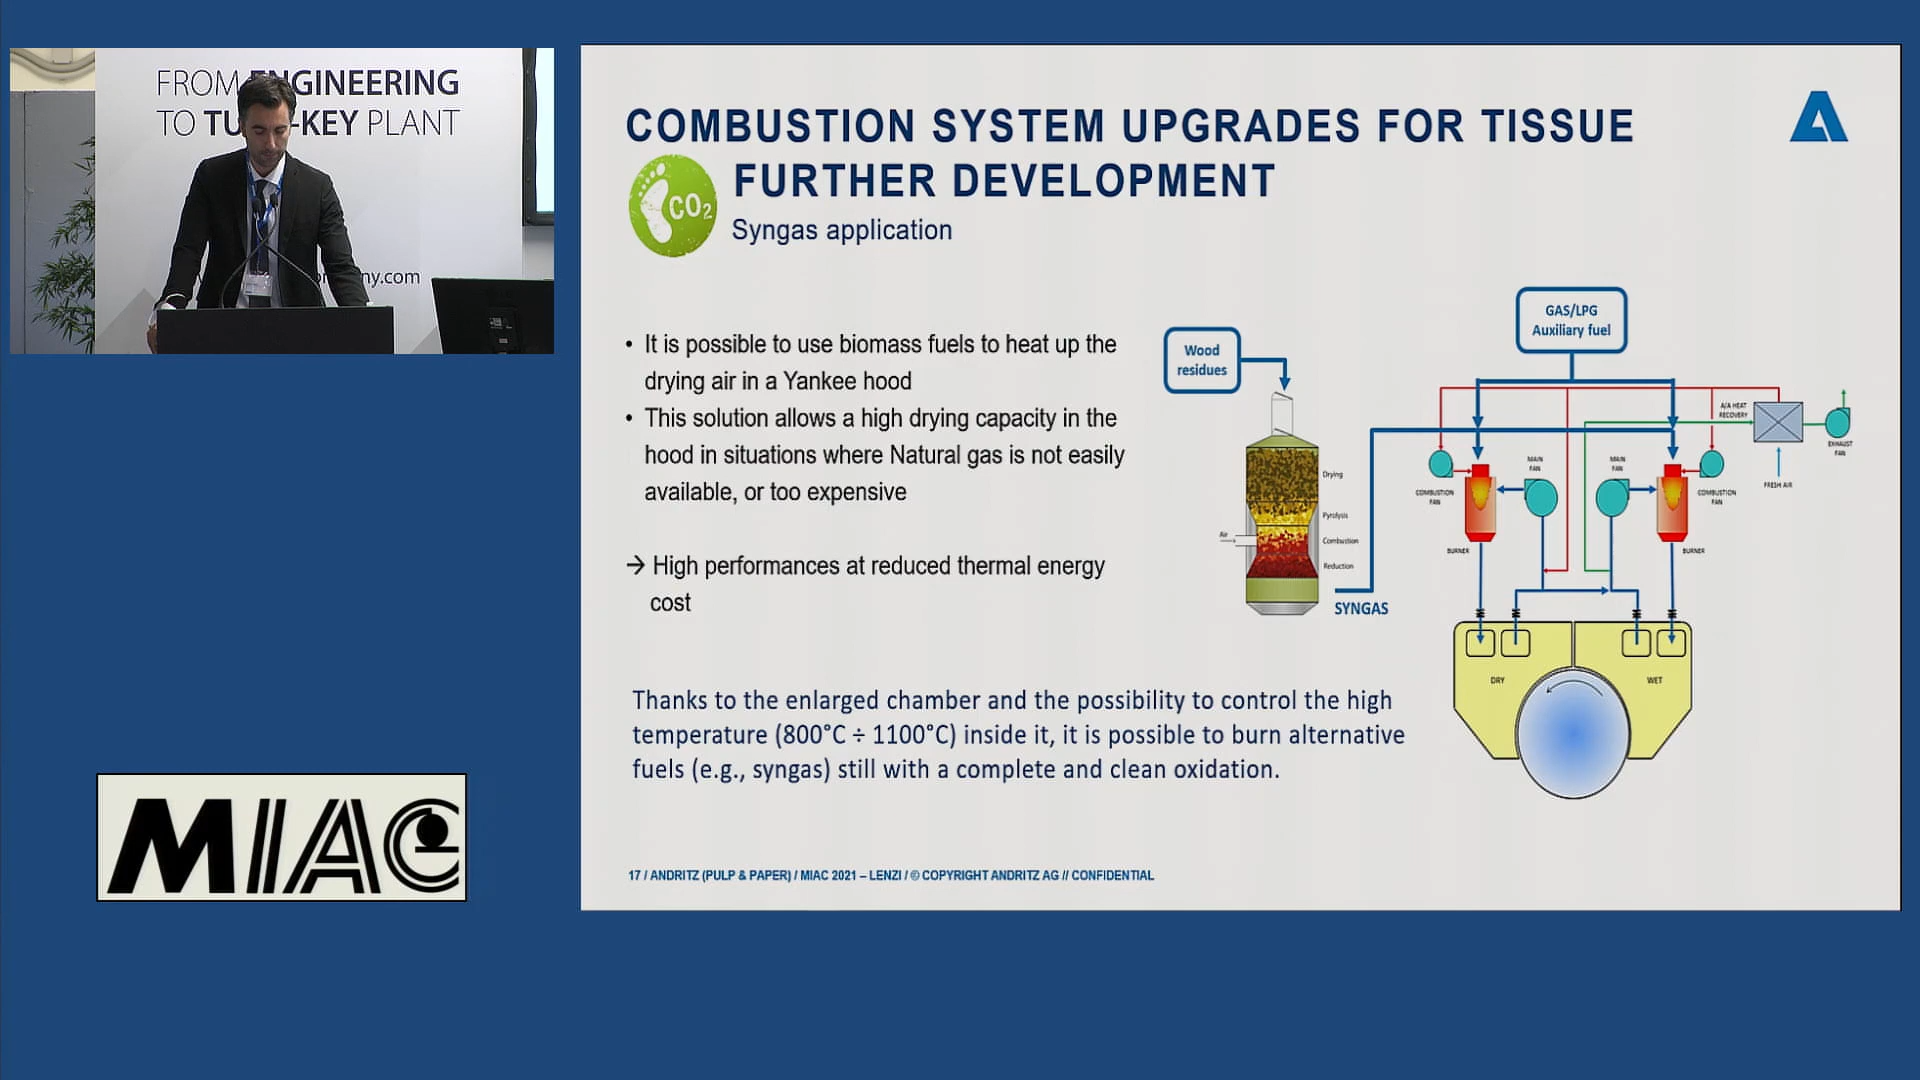 FROM ENGINEERING
TO TU -KEY PLANT
ny.com
MIAC
COMBUSTION SYSTEM UPGRADES FOR TISSUE
FURTHER DEVELOPMENT
CO2
Syngas application
• It is possible to use biomass fuels to heat up the
drying air in a Yankee hood
• This solution allows a high drying capacity in the
hood in situations where Natural gas is not easily
available, or too expensive
→ High performances at reduced thermal energy
cost
Wood
residues
GAS/LPG
Auxiliary fuel
Drying
Pyrolysis
Air
Combustion
Reduction
SYNGAS
COMBUSTION
FAN
MAIN
FAN
MAIN
FAN
COMBUSTION
FAN
A/A HEAT
RECOVERY
EXHAUST
FAN
FRESH AIR
BURNER
BURNER
DRY
WET
Thanks to the enlarged chamber and the possibility to control the high
temperature (800°C ÷ 1100°C) inside it, it is possible to burn alternative
fuels (e.g., syngas) still with a complete and clean oxidation.
17 / ANDRITZ (PULP & PAPER) / MIAC 2021 – LENZI / © COPYRIGHT ANDRITZ AG // CONFIDENTIAL